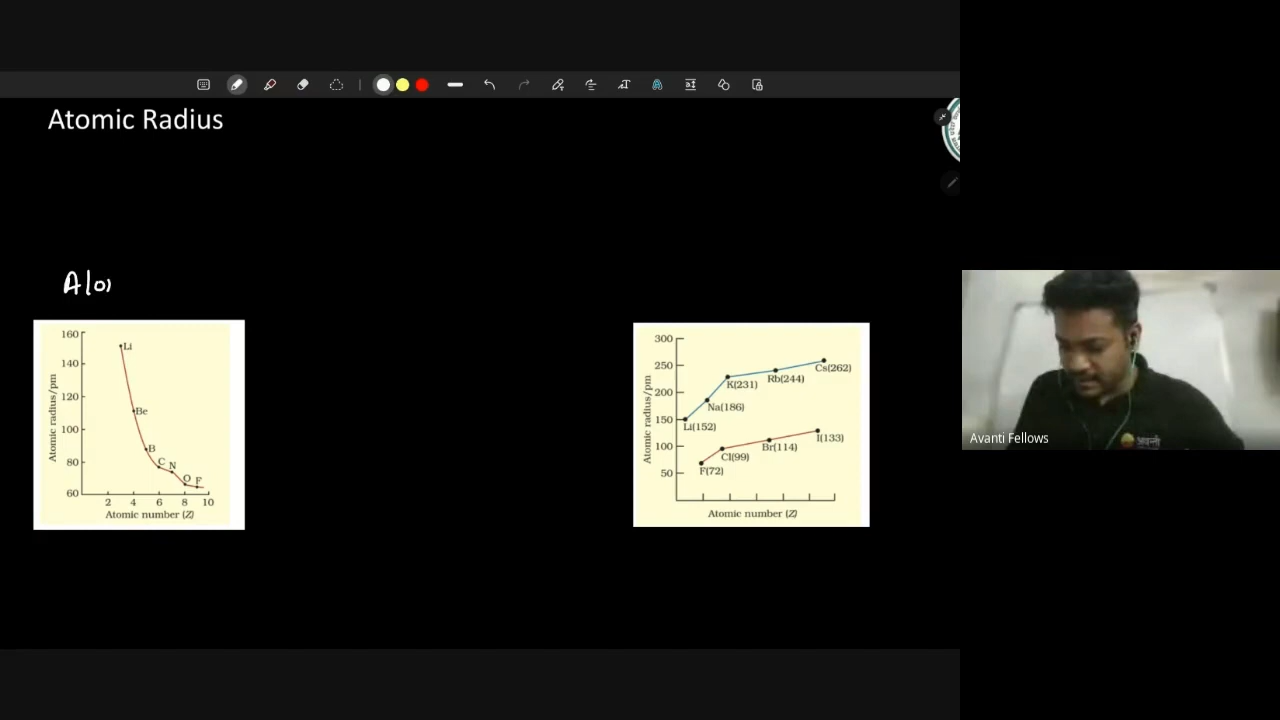 Atomic Radius
160
140
120
100
80
60
Li
Be
B
C
N
O
F
2 4 6 8 10
Atomic number (Z)
Atomic radius/pm
300
250
200
150
100
50
Li(152)
Na(186)
K(231)
Rb(244)
Cs(262)
F(72)
Cl(99)
Br(114)
I(133)
Atomic number (Z)
Atomic radius/pm
Avanti Fellows
अवन्ती